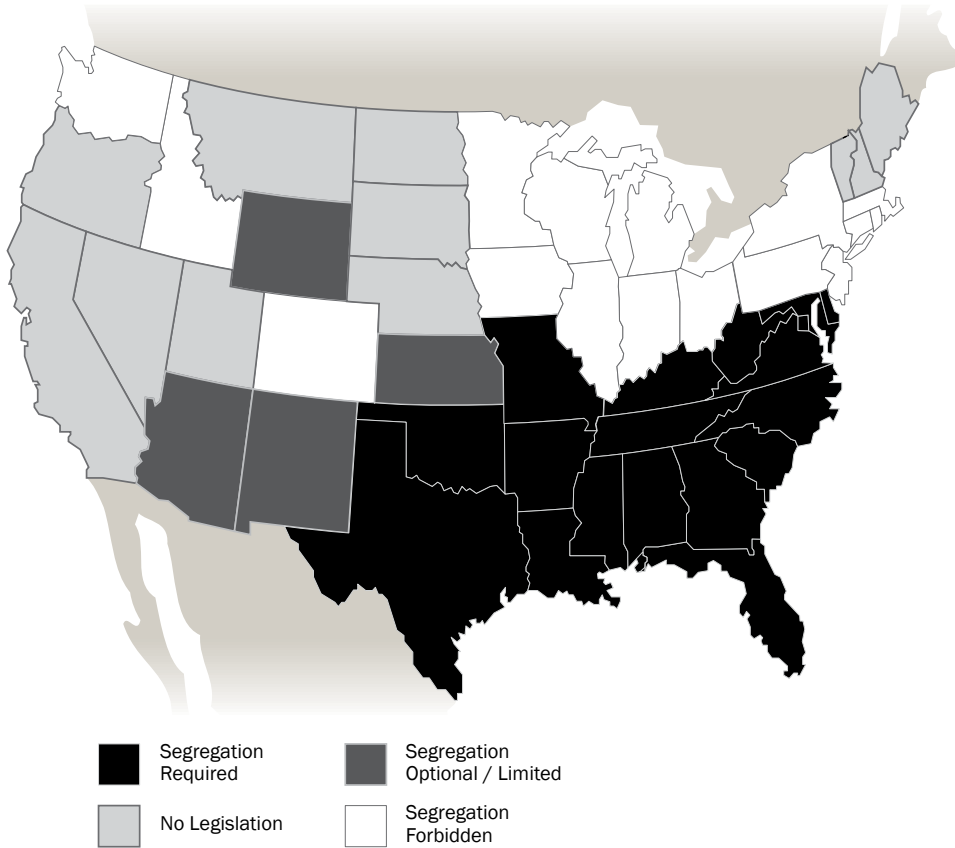 Segregation
Required
Segregation
Optional / Limited
No Legislation
Segregation
Forbidden